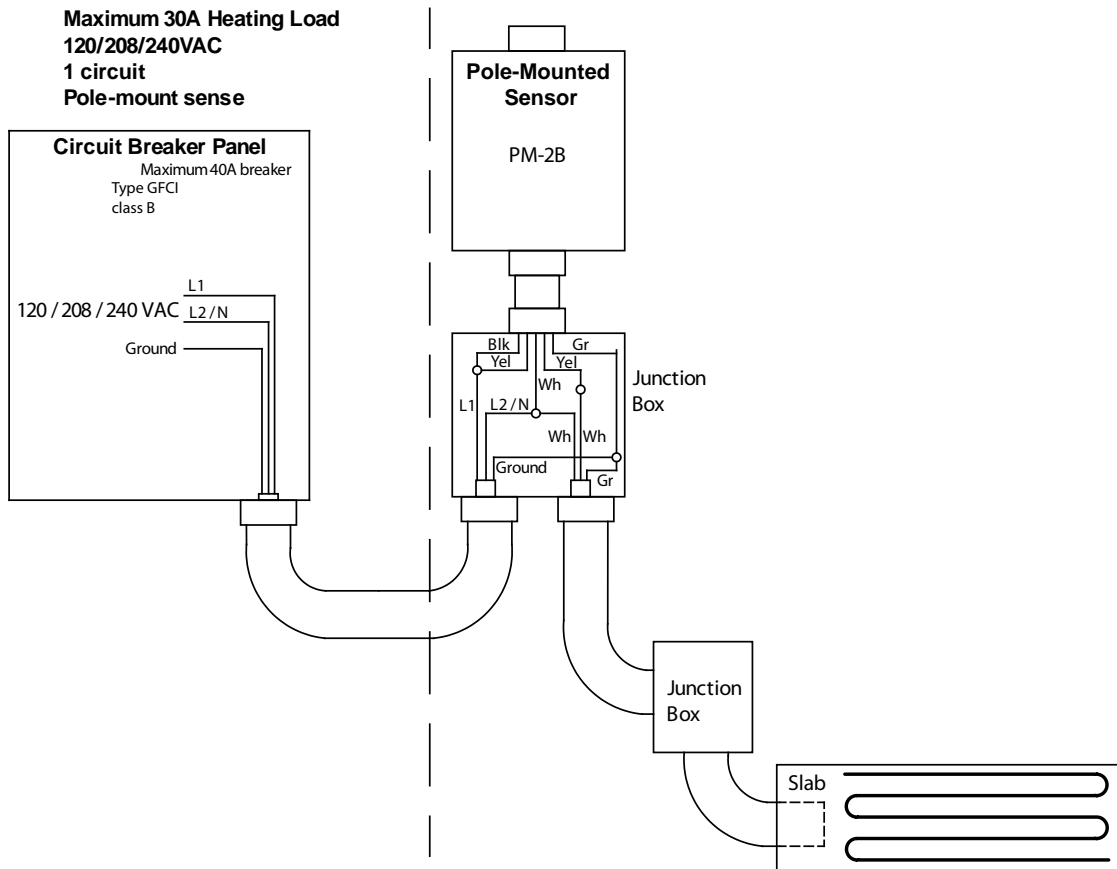 Maximum 30A Heating Load
120/208/240VAC
1 circuit
Pole-mount sense
Circuit Breaker Panel
Maximum 40A breaker
Type GFCI
class B
L1
120 / 208 / 240 VAC
L2 / N
Ground
Pole-Mounted
Sensor
PM-2B
Blk
Gr
Yel
Yel
Wh
L1
L2 / N
Wh
Wh
Ground
Gr
Junction
Box
Junction
Box
Slab